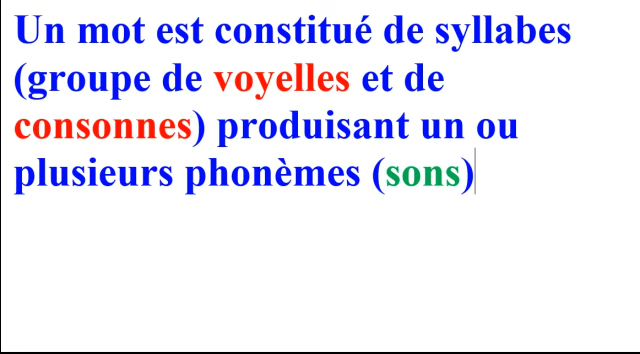 Un mot est constitué de syllabes
(groupe de voyelles et de
consonnes) produisant un ou
plusieurs phonèmes (sons)